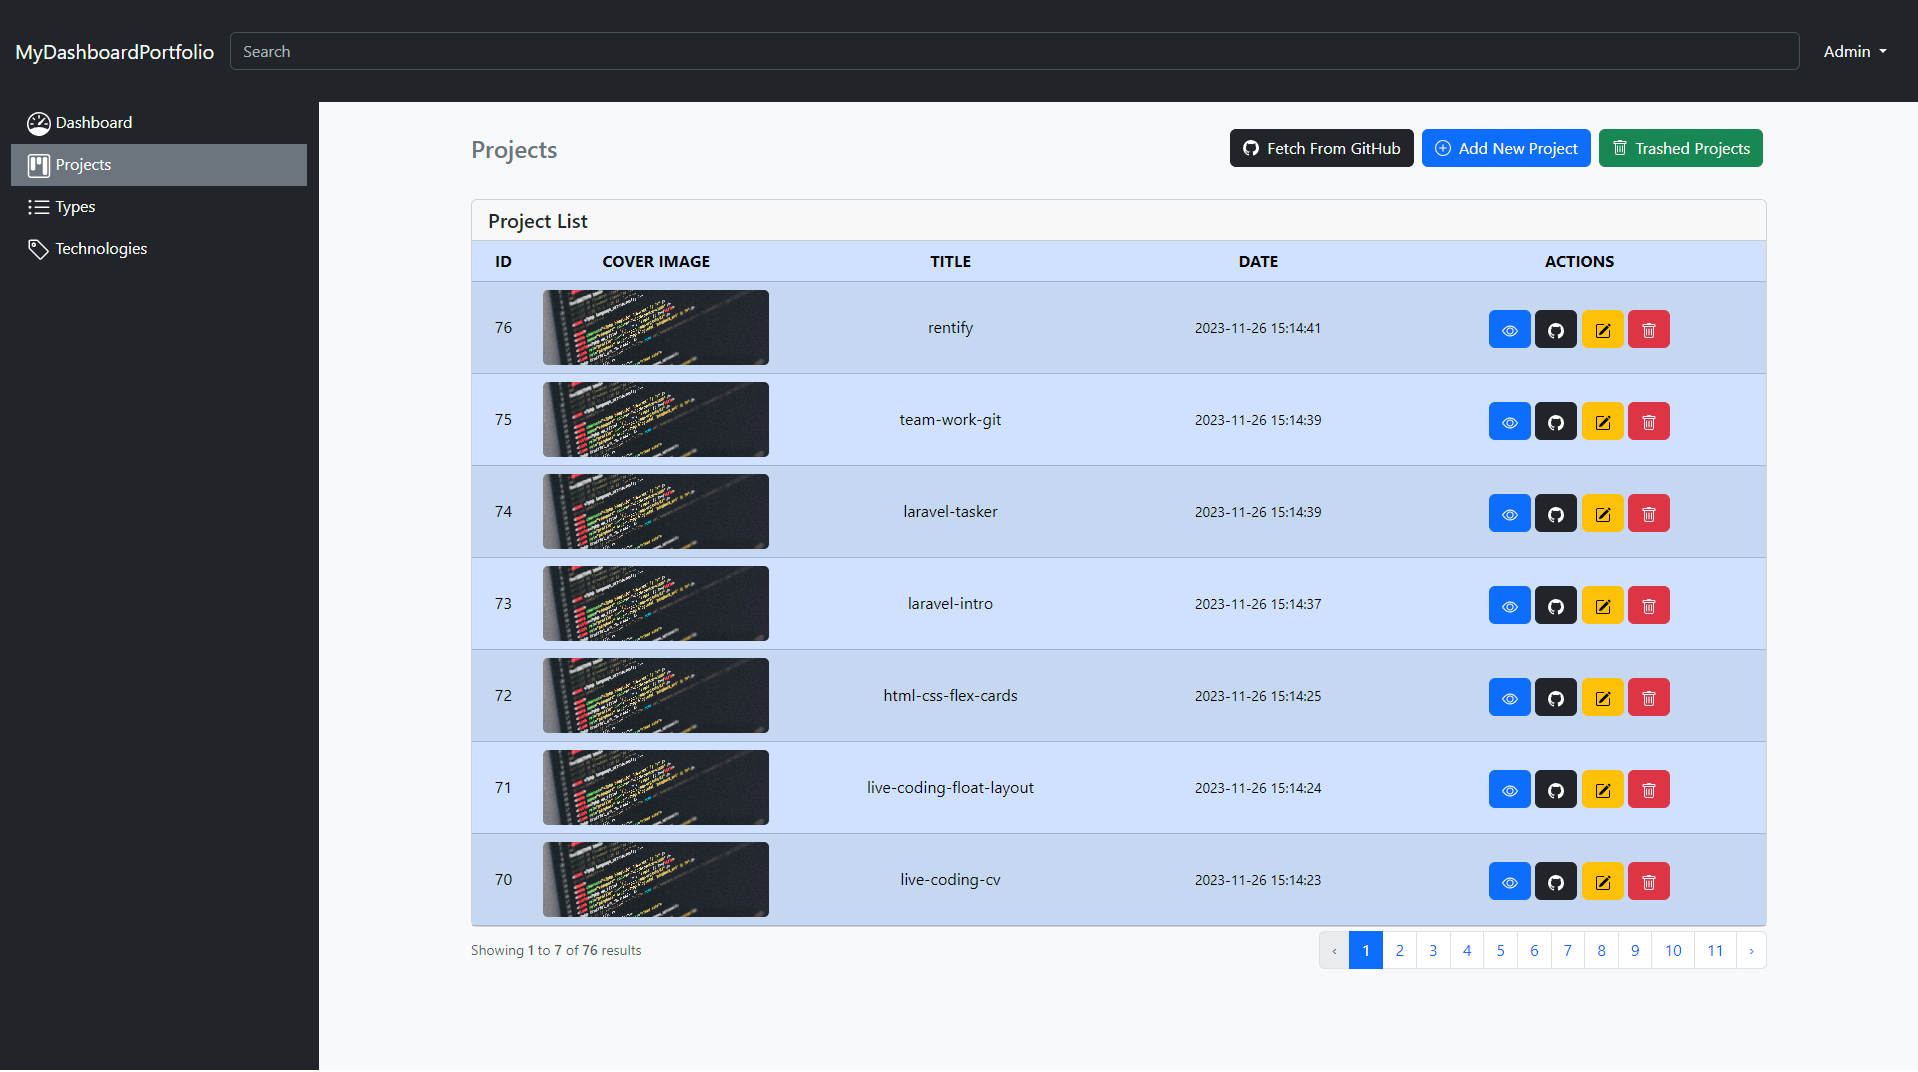 MyDashboardPortfolio Search Admin
Dashboard
Projects
Types
Technologies
Projects Fetch From GitHub Add New Project Trashed Projects
Project List
ID COVER IMAGE TITLE DATE ACTIONS
76 rentify 2023-11-26 15:14:41
75 team-work-git 2023-11-26 15:14:39
74 laravel-tasker 2023-11-26 15:14:39
73 laravel-intro 2023-11-26 15:14:37
72 html-css-flex-cards 2023-11-26 15:14:25
71 live-coding-float-layout 2023-11-26 15:14:24
70 live-coding-cv 2023-11-26 15:14:23
Showing 1 to 7 of 76 results ‹ 1 2 3 4 5 6 7 8 9 10 11 ›